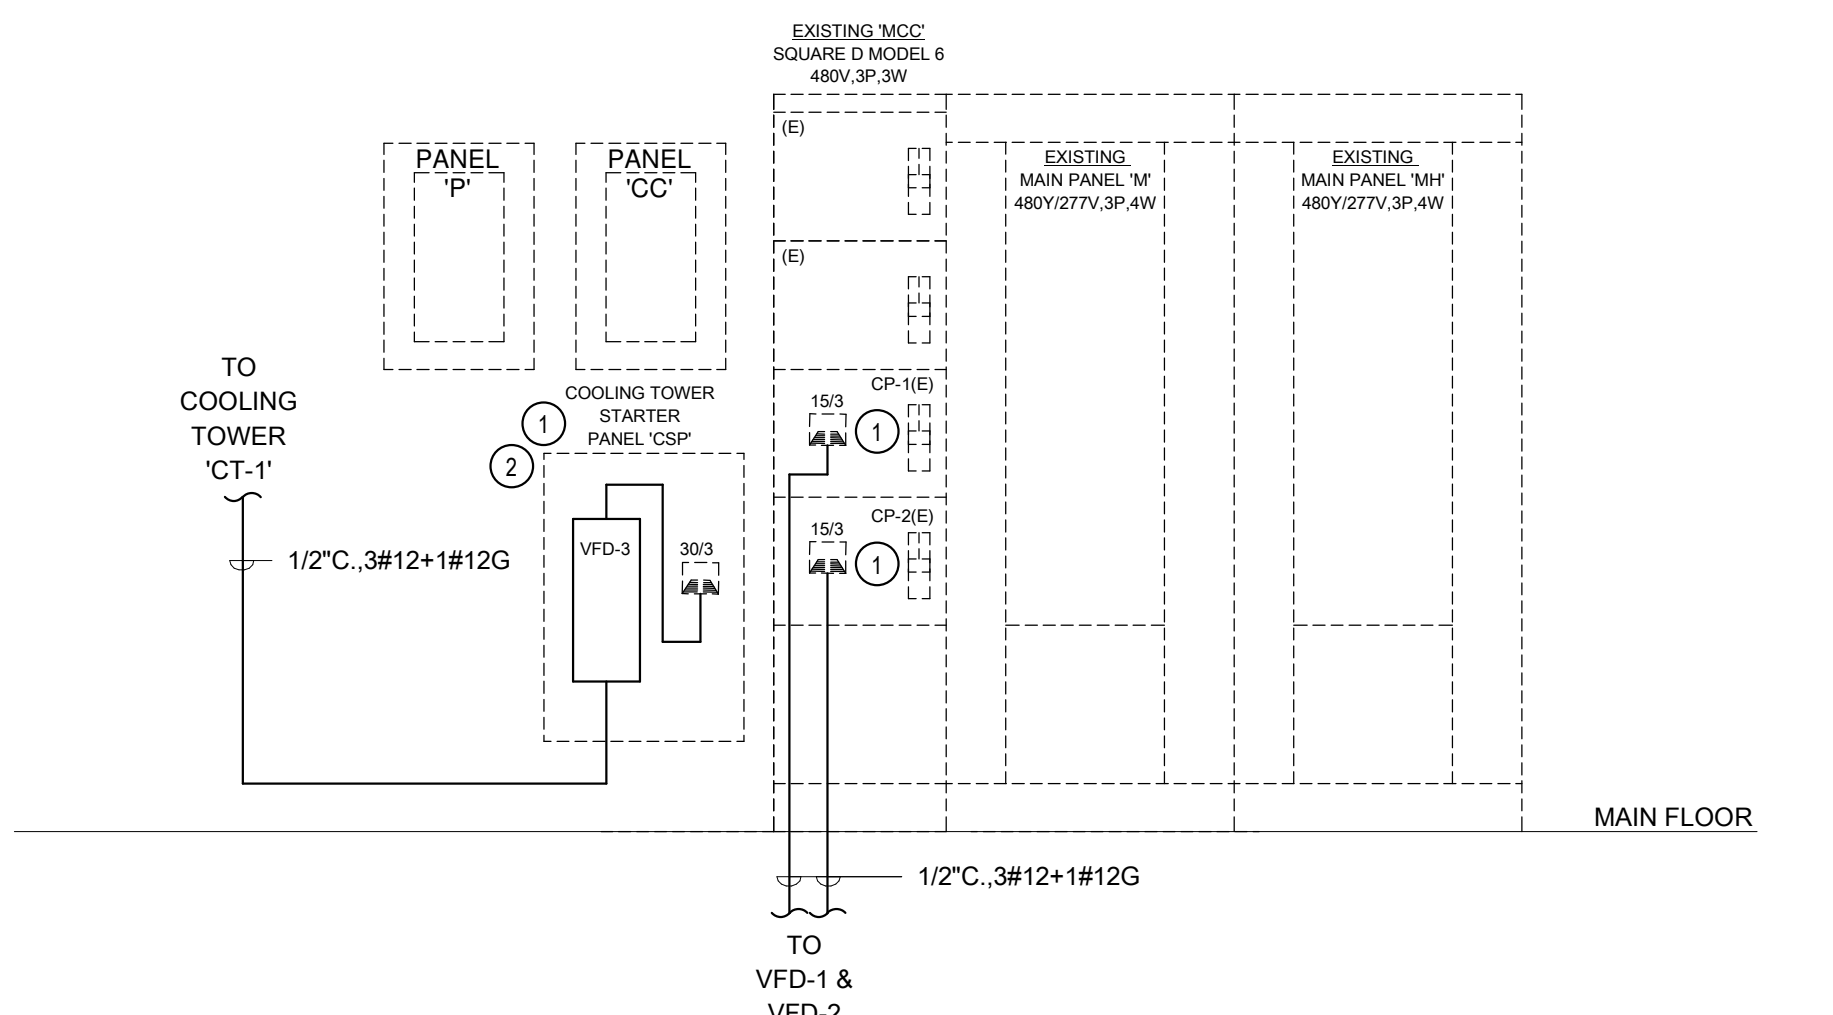 EXISTING 'MCC'
SQUARE D MODEL 6
480V,3P,3W
(E)
PANEL
'P'
PANEL
'CC'
EXISTING
MAIN PANEL 'M'
480Y/277V,3P,4W
EXISTING
MAIN PANEL 'MH'
480Y/277V,3P,4W
(E)
TO
COOLING
TOWER
'CT-1'
COOLING TOWER
STARTER
PANEL 'CSP'
1
2
CP-1(E)
15/3
1
CP-2(E)
15/3
1
VFD-3
30/3
1/2"C.,3#12+1#12G
MAIN FLOOR
1/2"C.,3#12+1#12G
TO
VFD-1 &
VFD-2